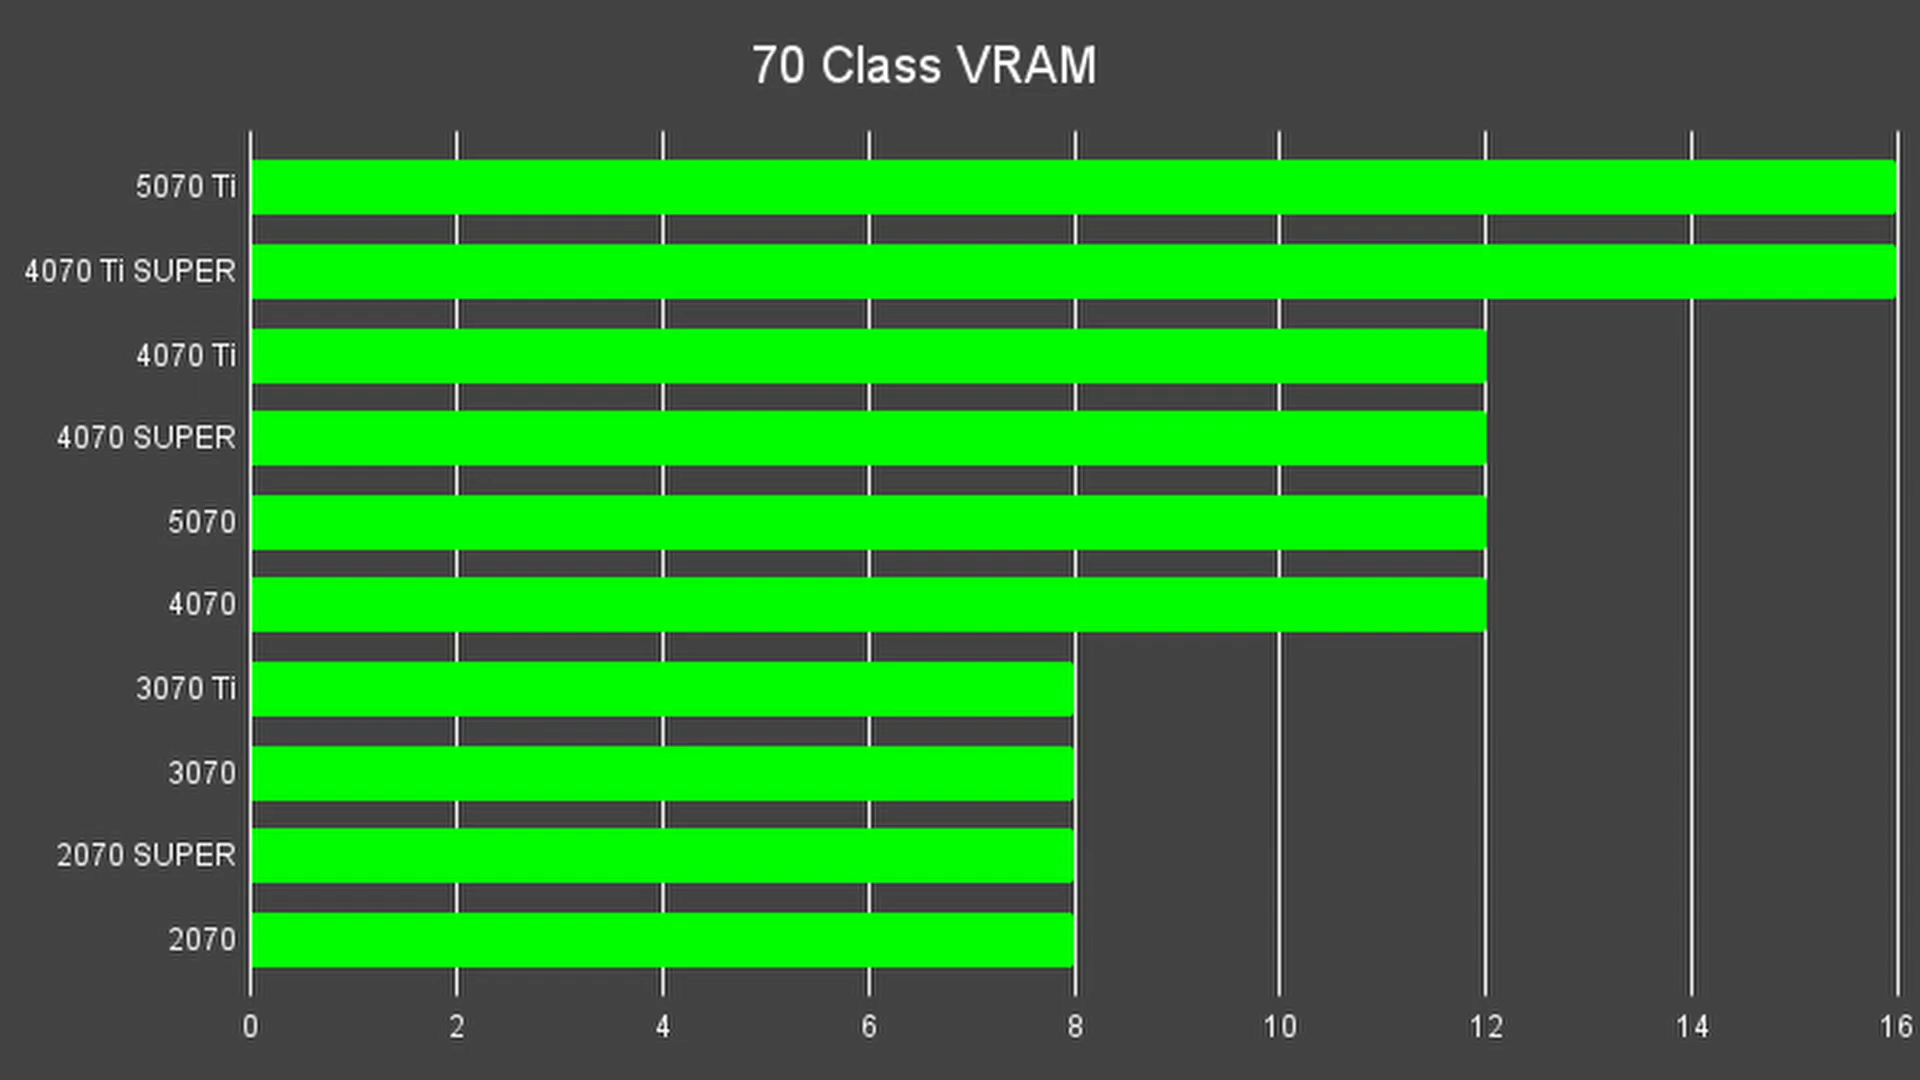 70 Class VRAM
5070 Ti
4070 Ti SUPER
4070 Ti
4070 SUPER
5070
4070
3070 Ti
3070
2070 SUPER
2070
0 2 4 6 8 10 12 14 16